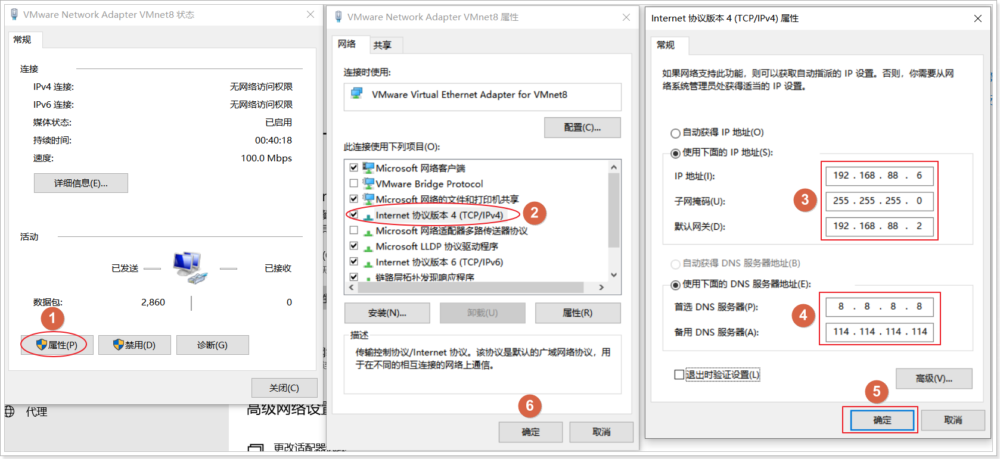 VMware Network Adapter VMnet8 状态
常规
连接
IPv4 连接:
无网络访问权限
IPv6 连接:
无网络访问权限
媒体状态:
已启用
持续时间:
00:40:18
速度:
100.0 Mbps
详细信息(E)...
活动
已发送
已接收
数据包:
2,860
0
1
属性(P)
禁用(D)
诊断(G)
关闭(C)
代理
高级网络设置
更改适配器
VMware Network Adapter VMnet8 属性
网络
共享
连接时使用:
VMware Virtual Ethernet Adapter for VMnet8
配置(C)...
此连接使用下列项目(O):
Microsoft 网络客户端
VMware Bridge Protocol
Microsoft 网络的文件和打印机共享
Internet 协议版本 4 (TCP/IPv4)
2
Microsoft 网络适配器多路传送器协议
Microsoft LLDP 协议驱动程序
Internet 协议版本 6 (TCP/IPv6)
链路层拓扑发现响应程序
安装(N)...
卸载(U)
属性(R)
描述
传输控制协议/Internet 协议。该协议是默认的广域网络协议，用
于在不同的相互连接的网络上通信。
6
确定
取消
Internet 协议版本 4 (TCP/IPv4) 属性
常规
如果网络支持此功能，则可以获取自动指派的 IP 设置。否则，你需要从网
络系统管理员处获得适当的 IP 设置。
自动获得 IP 地址(O)
使用下面的 IP 地址(S):
IP 地址(I):
192 . 168 . 88 . 6
3
子网掩码(U):
255 . 255 . 255 . 0
默认网关(D):
192 . 168 . 88 . 2
自动获得 DNS 服务器地址(B)
使用下面的 DNS 服务器地址(E):
首选 DNS 服务器(P):
8 . 8 . 8 . 8
4
备用 DNS 服务器(A):
114 . 114 . 114 . 114
退出时验证设置(L)
高级(V)...
5
确定
取消